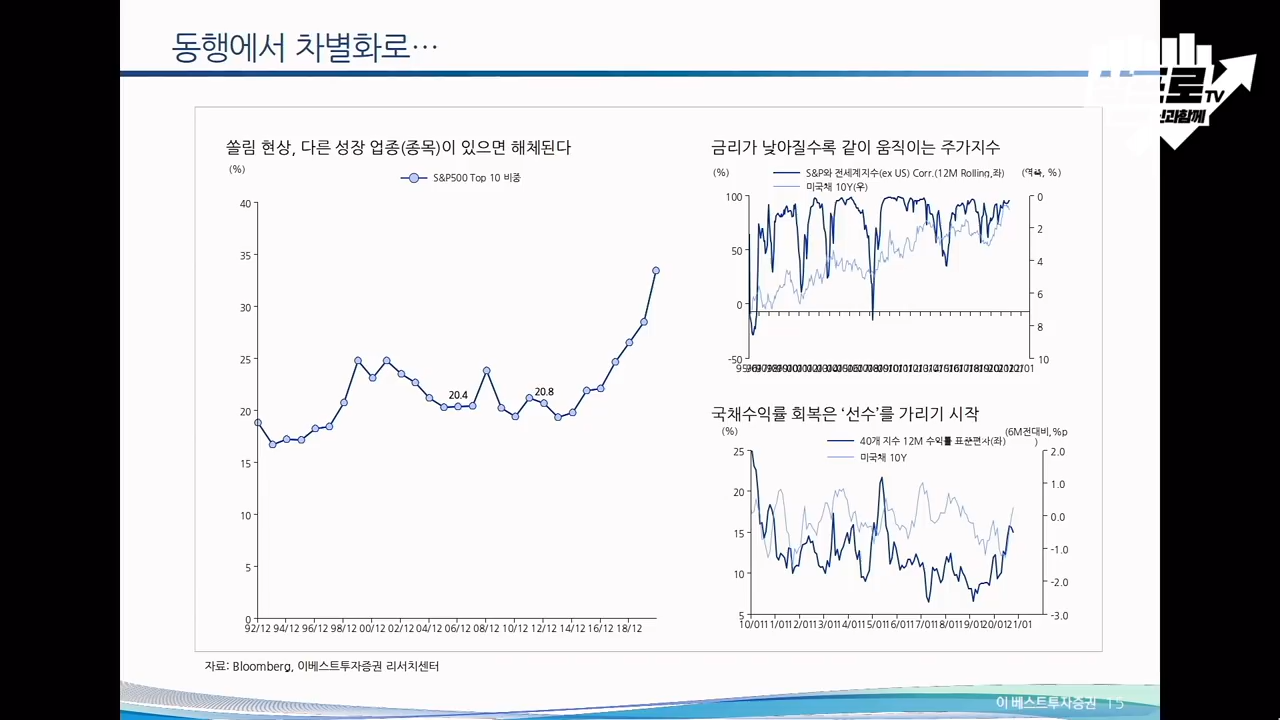 동행에서 차별화로…
로TV
신과함께
쏠림 현상, 다른 성장 업종(종목)이 있으면 해체된다
(%)
S&P500 Top 10 비중
40
35
30
25
20
15
10
5
0
20.4
20.8
92/12 94/12 96/12 98/12 00/12 02/12 04/12 06/12 08/12 10/12 12/12 14/12 16/12 18/12
금리가 낮아질수록 같이 움직이는 주가지수
(%)
S&P와 전세계지수(ex US) Corr.(12M Rolling,좌)
(역축, %)
미국채 10Y(우)
100
50
0
-50
0
2
4
6
8
10
국채수익률 회복은 ‘선수’를 가리기 시작
(%)
(6M전대비,%p
)
40개 지수 12M 수익률 표준편차(좌)
미국채 10Y
25
20
15
10
5
2.0
1.0
0.0
-1.0
-2.0
-3.0
10/01 11/01 12/01 13/01 14/01 15/01 16/01 17/01 18/01 19/01 20/01 21/01
자료: Bloomberg, 이베스트투자증권 리서치센터
이베스트투자증권 15